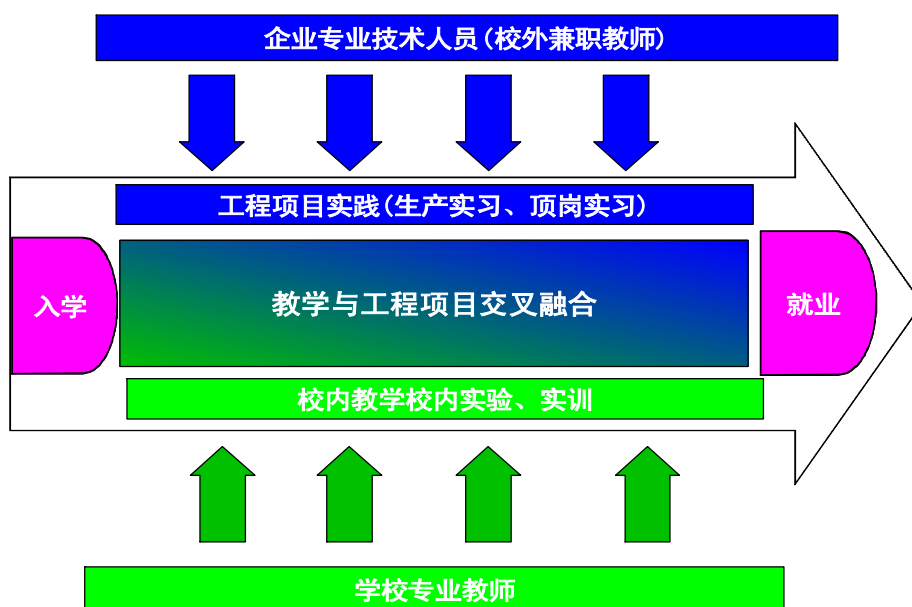 企业专业技术人员(校外兼职教师)
工程项目实践(生产实习、顶岗实习)
入学
教学与工程项目交叉融合
就业
校内教学校内实验、实训
学校专业教师